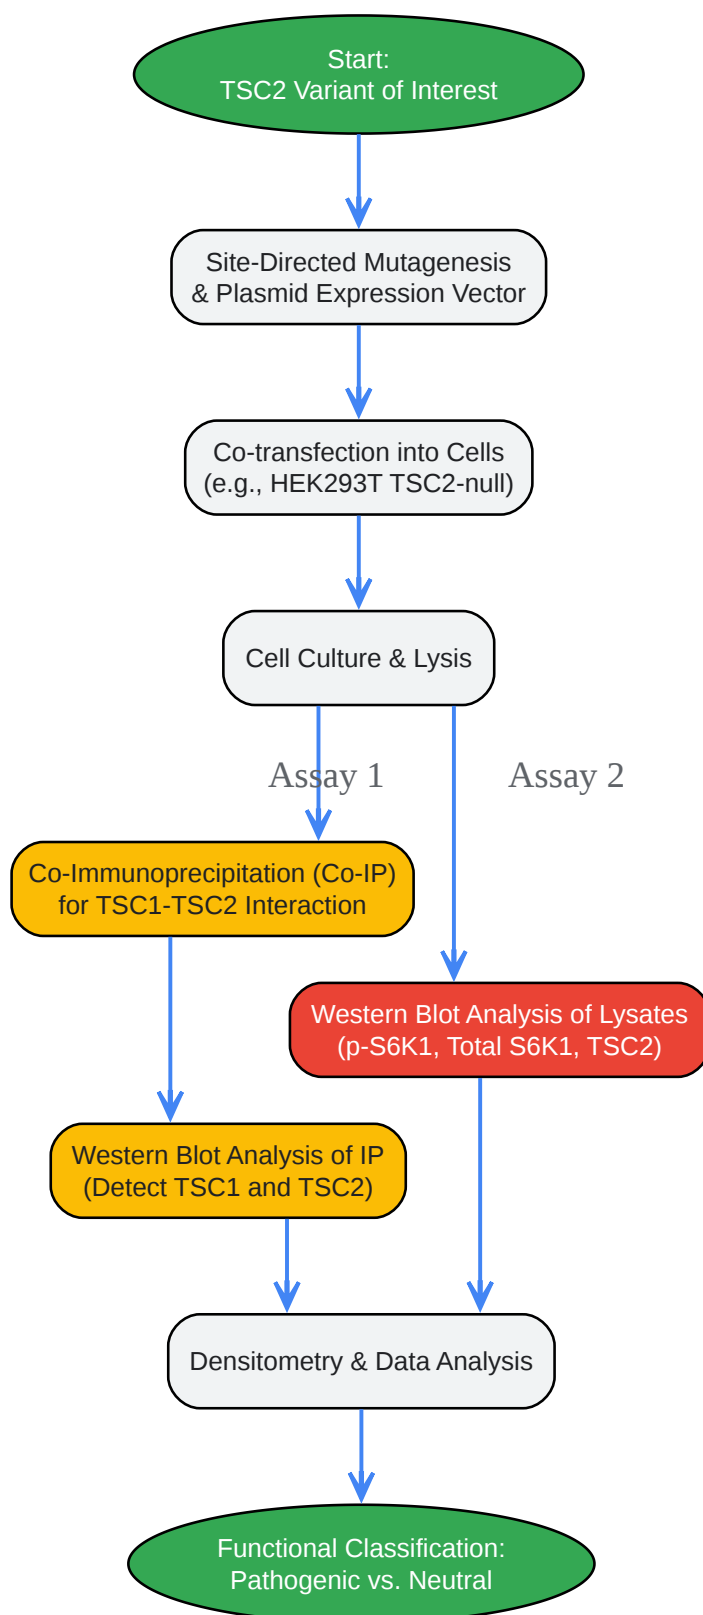 Start:
TSC2 Variant of Interest
Site-Directed Mutagenesis
& Plasmid Expression Vector
Co-transfection into Cells
(e.g., HEK293T TSC2-null)
Cell Culture & Lysis
Assay 1
Assay 2
Co-Immunoprecipitation (Co-IP)
for TSC1-TSC2 Interaction
Western Blot Analysis of Lysates
(p-S6K1, Total S6K1, TSC2)
Western Blot Analysis of IP
(Detect TSC1 and TSC2)
Densitometry & Data Analysis
Functional Classification:
Pathogenic vs. Neutral